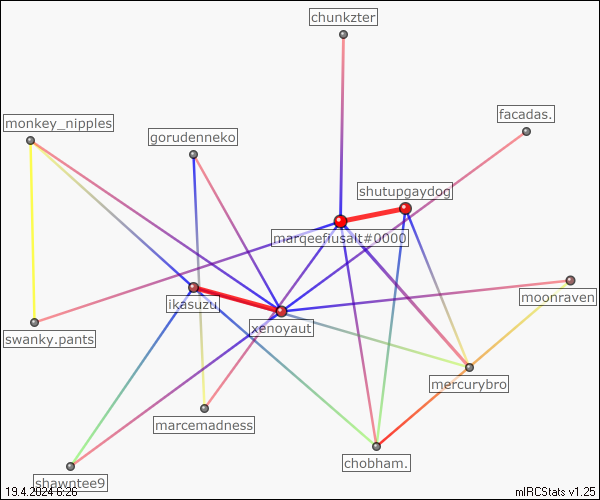 chunkzter
facadas.
monkey_nipples
gorudenneko
shutupgaydog
marqeefiusalt#0000
ikasuzu
moonraven
xenoyaut
swanky.pants
mercurybro
marcemadness
chobham.
shawntee9
19.4.2024 6:26
mIRCStats v1.25